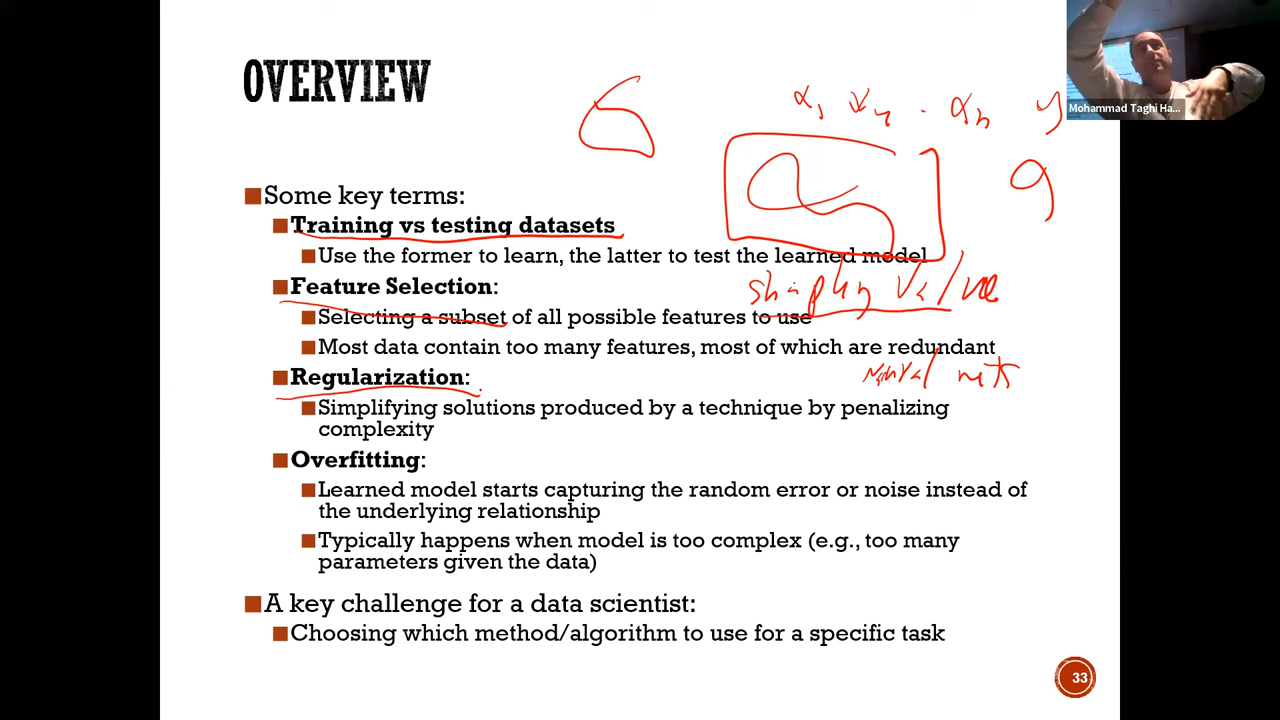 OVERVIEW
Mohammad Taghi Ha...
Some key terms:
Training vs testing datasets
Use the former to learn, the latter to test the learned model
Feature Selection:
shaply Value
Selecting a subset of all possible features to use
Most data contain too many features, most of which are redundant
nets
Regularization:
Simplifying solutions produced by a technique by penalizing
complexity
Overfitting:
Learned model starts capturing the random error or noise instead of
the underlying relationship
Typically happens when model is too complex (e.g., too many
parameters given the data)
A key challenge for a data scientist:
Choosing which method/algorithm to use for a specific task
33